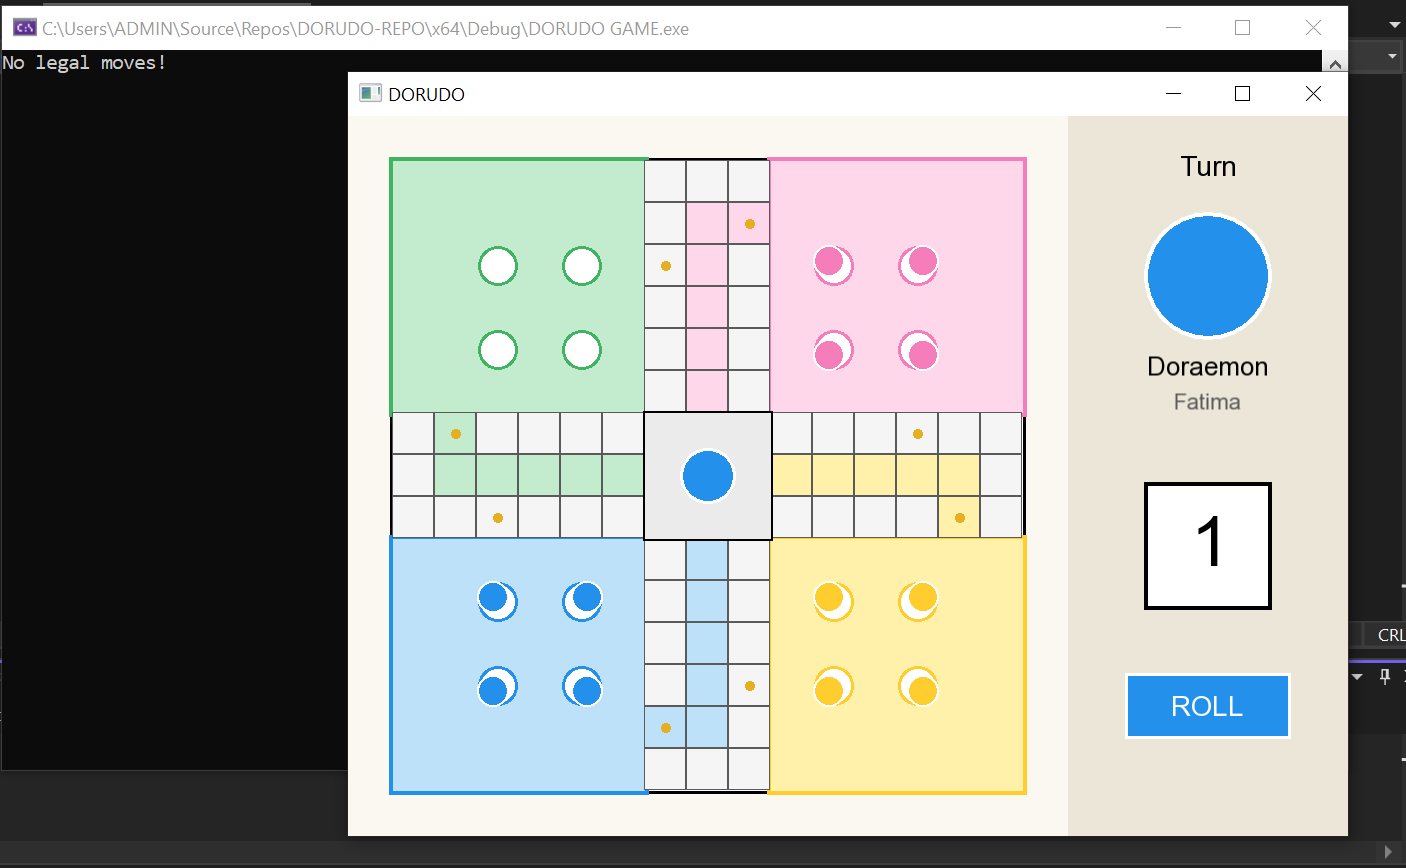 C:\Users\ADMIN\Source\Repos\DORUDO-REPO\x64\Debug\DORUDO GAME.exe
No legal moves!
DORUDO
Turn
Doraemon
Fatima
1
ROLL
CRL